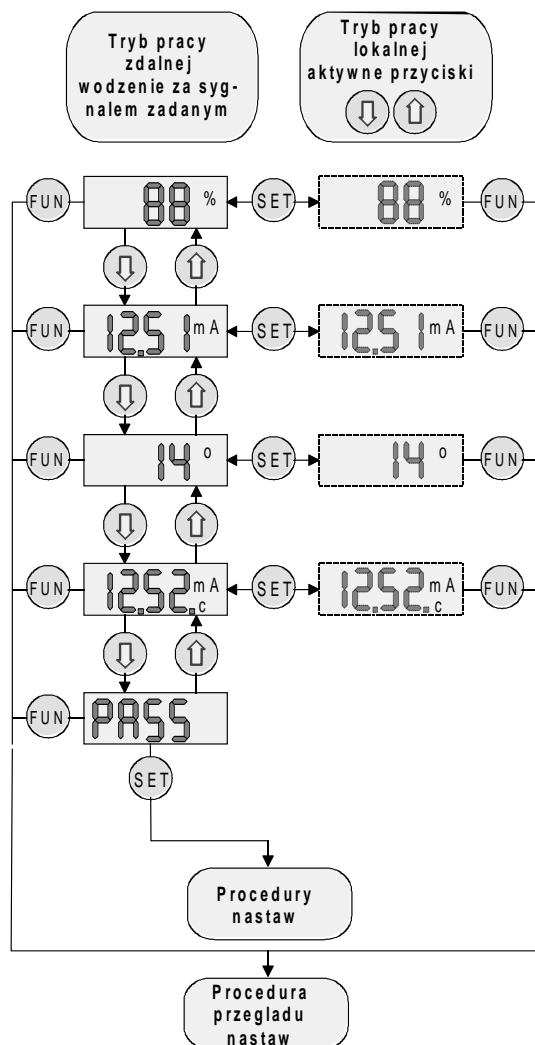 Tryb pracy
zdalnej
wodzenie za syg-
nalem zadanym
Tryb pracy
lokalnej
aktywne przyciski
FUN 88 % SET 88 % FUN
FUN 12.51 mA SET 12.51 mA FUN
FUN 14 o SET 14 o FUN
FUN 12.52. mA c SET 12.52. mA c FUN
FUN PASS
SET
Procedury
nastaw
Procedura
przegladu
nastaw